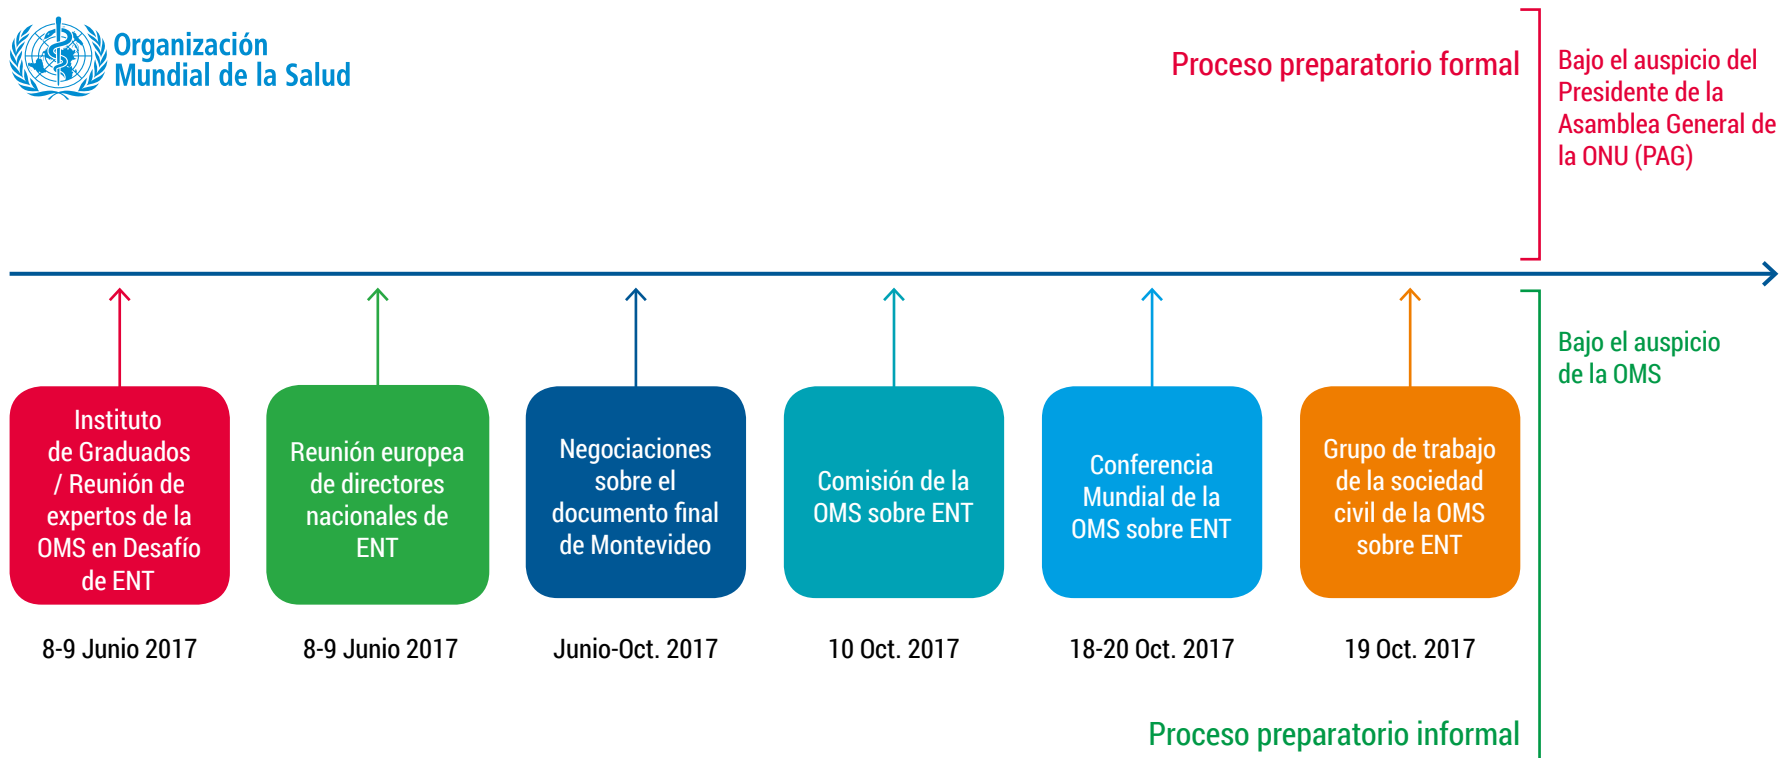 Organización
Mundial de la Salud
Proceso preparatorio formal
Bajo el auspicio del
Presidente de la
Asamblea General de
la ONU (PAG)
Bajo el auspicio
de la OMS
Instituto
de Graduados
/ Reunión de
expertos de la
OMS en Desafío
de ENT
8-9 Junio 2017
Reunión europea
de directores
nacionales de
ENT
8-9 Junio 2017
Negociaciones
sobre el
documento final
de Montevideo
Junio-Oct. 2017
Comisión de la
OMS sobre ENT
10 Oct. 2017
Conferencia
Mundial de la
OMS sobre ENT
18-20 Oct. 2017
Grupo de trabajo
de la sociedad
civil de la OMS
sobre ENT
19 Oct. 2017
Proceso preparatorio informal